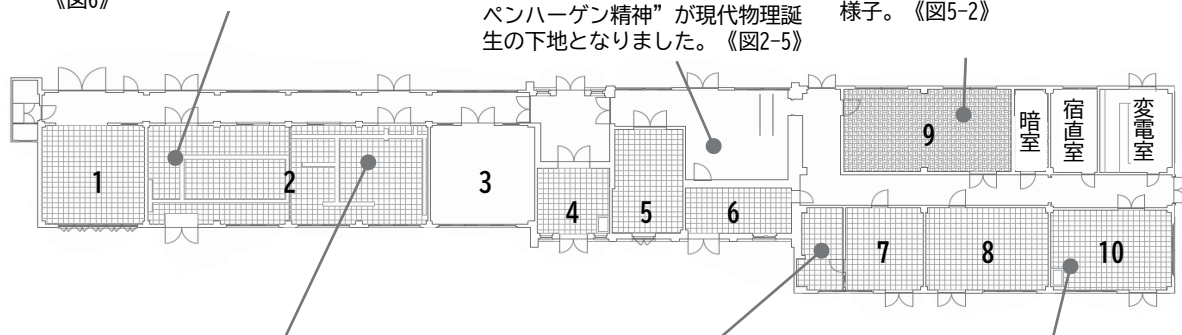 《図6》
ペンハーゲン精神”が現代物理誕
生の下地となりました。《図2-5》
様子。《図5-2》
1
2
3
4
5
6
7
8
9
10
暗室
宿直室
変電室